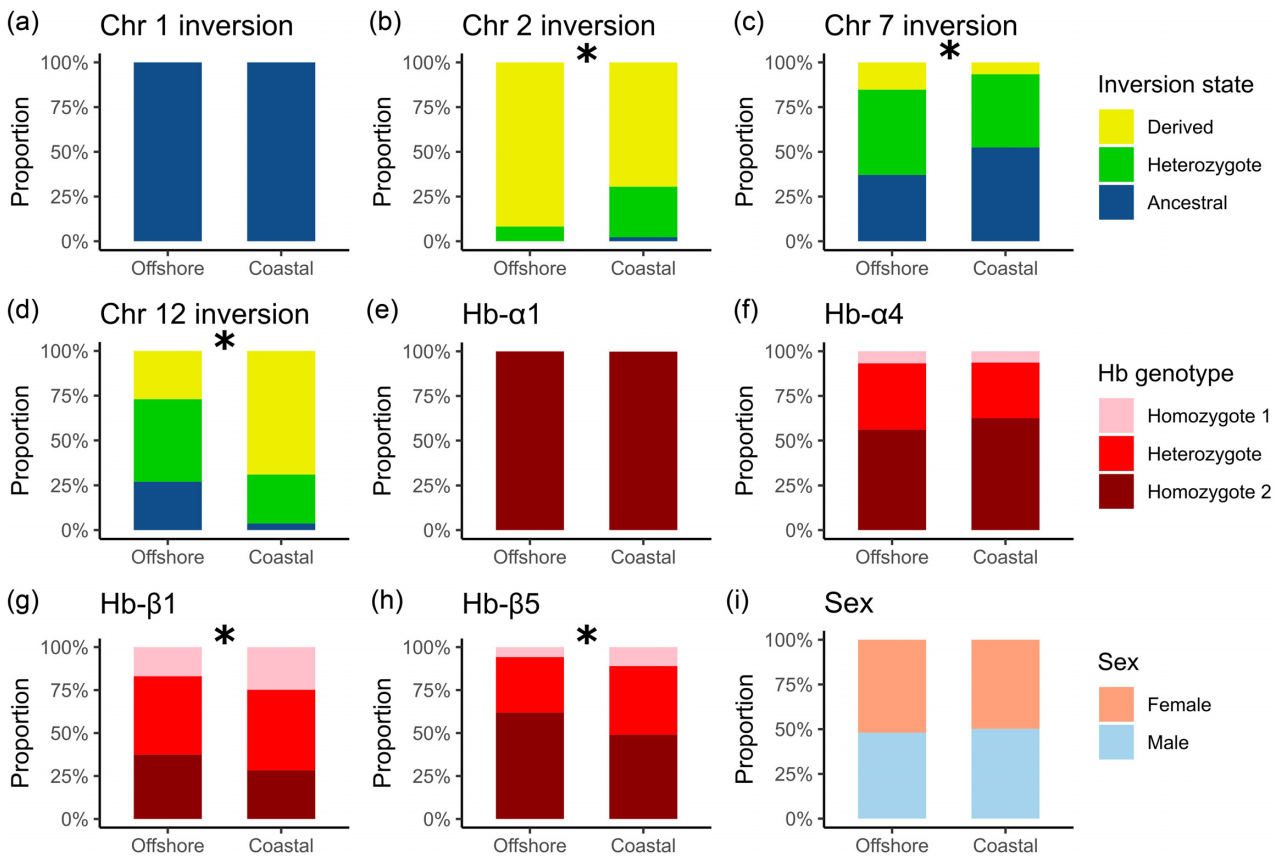 (a) Chr 1 inversion
100%
75%
50%
25%
0%
Proportion
Offshore Coastal
(b) Chr 2 inversion
*
100%
75%
50%
25%
0%
Proportion
Offshore Coastal
(c) Chr 7 inversion
*
100%
75%
50%
25%
0%
Proportion
Offshore Coastal
Inversion state
Derived
Heterozygote
Ancestral
(d) Chr 12 inversion
*
100%
75%
50%
25%
0%
Proportion
Offshore Coastal
(e) Hb-α1
100%
75%
50%
25%
0%
Proportion
Offshore Coastal
(f) Hb-α4
100%
75%
50%
25%
0%
Proportion
Offshore Coastal
Hb genotype
Homozygote 1
Heterozygote
Homozygote 2
(g) Hb-β1
*
100%
75%
50%
25%
0%
Proportion
Offshore Coastal
(h) Hb-β5
*
100%
75%
50%
25%
0%
Proportion
Offshore Coastal
(i) Sex
100%
75%
50%
25%
0%
Proportion
Offshore Coastal
Sex
Female
Male